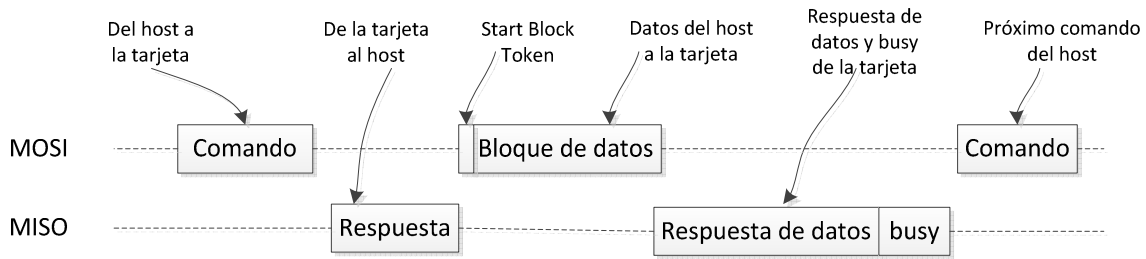 Del host a
la tarjeta
De la tarjeta
al host
Start Block
Token
Datos del host
a la tarjeta
Respuesta de
datos y busy
de la tarjeta
Próximo comando
del host
MOSI
Comando
Bloque de datos
Comando
MISO
Respuesta
Respuesta de datos
busy